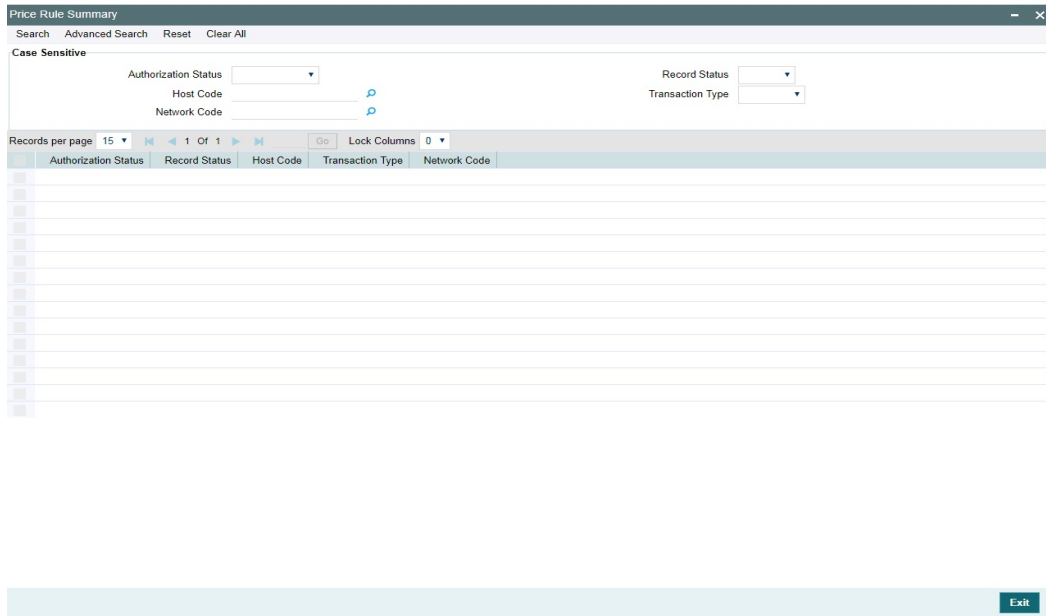 Price Rule Summary
Search Advanced Search Reset Clear All
Case Sensitive
Authorization Status Record Status
Host Code Transaction Type
Network Code
Records per page 15 1 Of 1 Go Lock Columns 0
Authorization Status Record Status Host Code Transaction Type Network Code
Exit